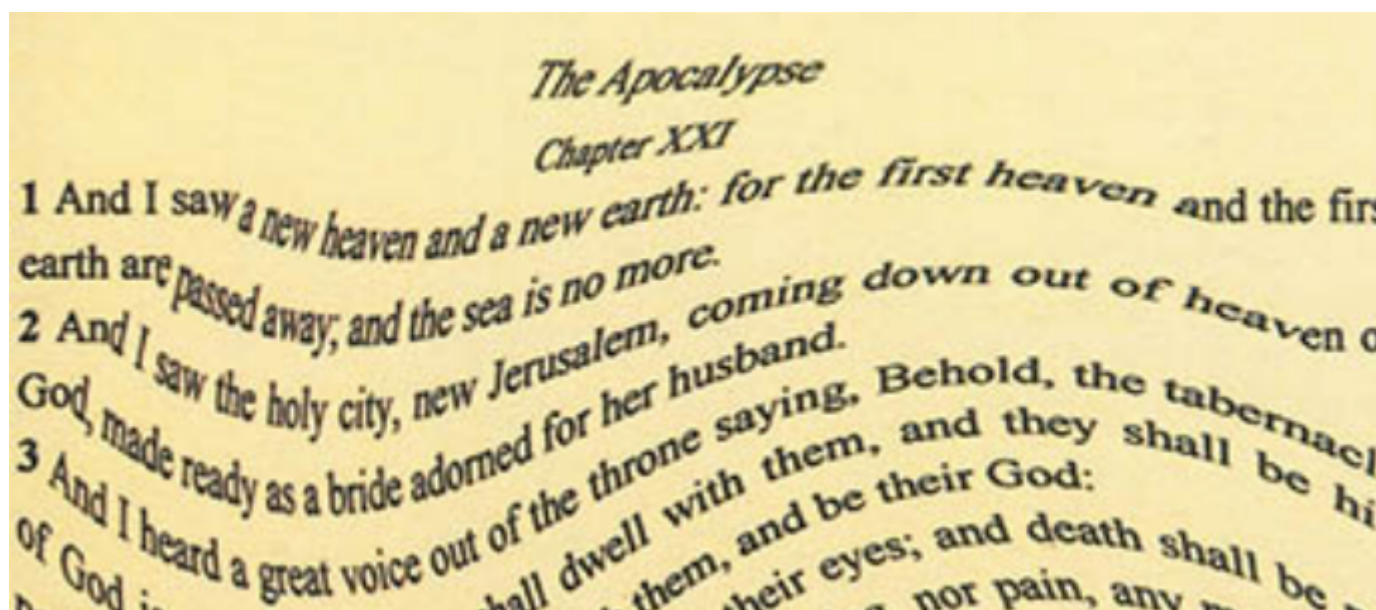 The Apocalypse
Chapter XXI
1 And I saw a new heaven and a new earth: for the first heaven and the firs
earth are passed away; and the sea is no more.
2 And I saw the holy city, new Jerusalem, coming down out of heaven o
God, made ready as a bride adorned for her husband.
3 And I heard a great voice out of the throne saying, Behold, the tabernacl
of God is hall dwell with them, and they shall be hi
them, and be their God:
their eyes; and death shall be
nor pain, any